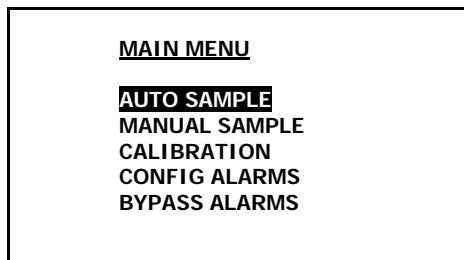 MAIN MENU
AUTO SAMPLE
MANUAL SAMPLE
CALIBRATION
CONFIG ALARMS
BYPASS ALARMS